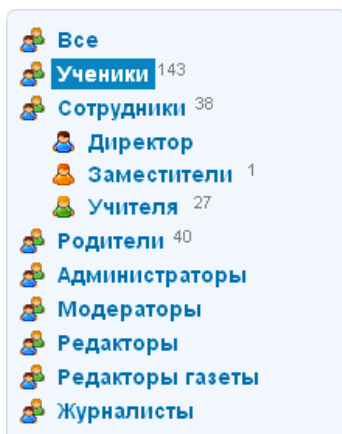 Все
Ученики 143
Сотрудники 38
Директор
Заместители 1
Учителя 27
Родители 40
Администраторы
Модераторы
Редакторы
Редакторы газеты
Журналисты